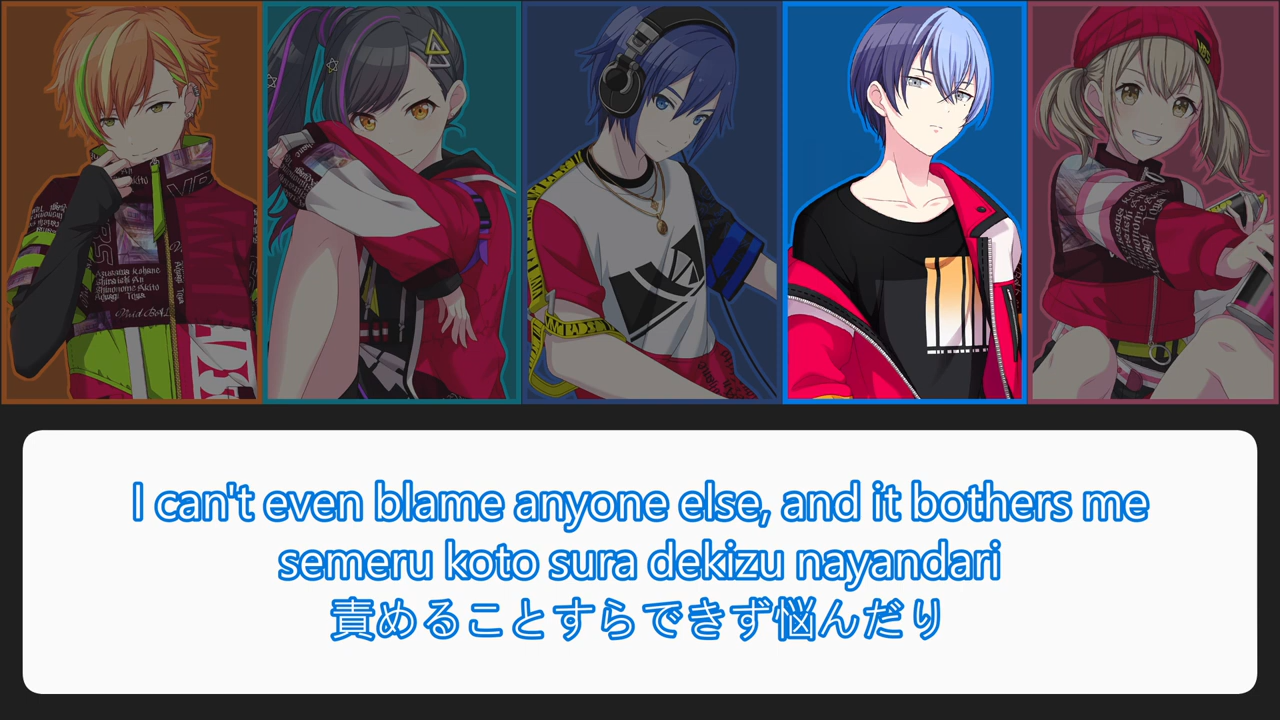 I can't even blame anyone else, and it bothers me
semeru koto sura dekizu nayandari
責めることすらできず悩んだり